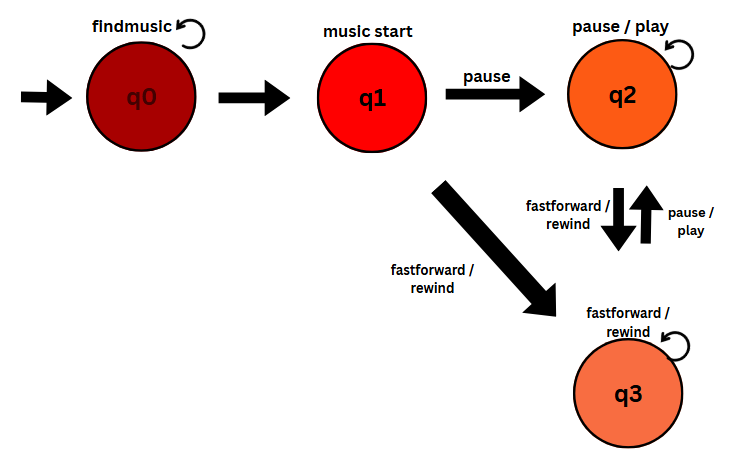 findmusic
q0
music start
q1
pause
pause / play
q2
fastforward /
rewind
pause /
play
fastforward /
rewind
fastforward /
rewind
q3